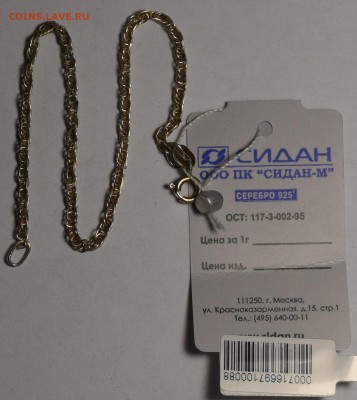 COINS.LAVE.RU
СИДАН
ООО ПК "СИДАН-М"
СЕРЕБРО 925°
ОСТ: 117-3-002-95
Цена за 1г
Цена изд.
111250, г. Москва,
ул. Красноказарменная, д.15, стр.1
Тел.: (495) 640-00-11
www.sidan.ru
000716697100088